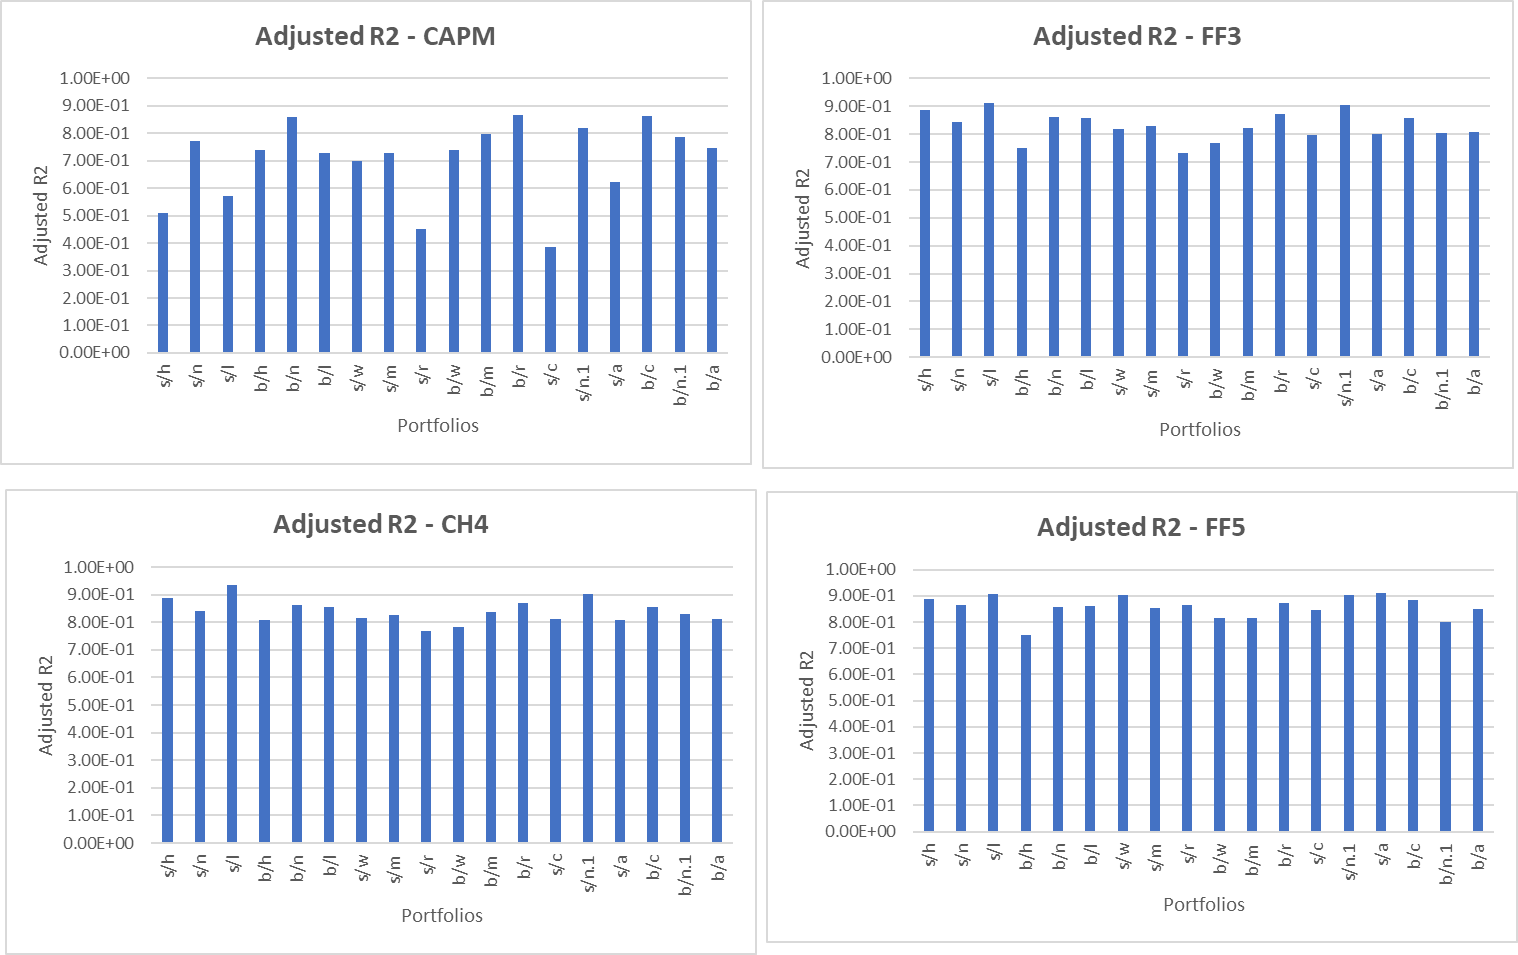 Adjusted R2 - CAPM
1.00E+00
9.00E-01
8.00E-01
7.00E-01
6.00E-01
5.00E-01
4.00E-01
3.00E-01
2.00E-01
1.00E-01
0.00E+00
Adjusted R2
s/h s/n s/l b/h b/n b/l s/w s/m s/r b/w b/m b/r s/c s/n.1 s/a b/c b/n.1 b/a
Portfolios
Adjusted R2 - FF3
1.00E+00
9.00E-01
8.00E-01
7.00E-01
6.00E-01
5.00E-01
4.00E-01
3.00E-01
2.00E-01
1.00E-01
0.00E+00
Adjusted R2
s/h s/n s/l b/h b/n b/l s/w s/m s/r b/w b/m b/r s/c s/n.1 s/a b/c b/n.1 b/a
Portfolios
Adjusted R2 - CH4
1.00E+00
9.00E-01
8.00E-01
7.00E-01
6.00E-01
5.00E-01
4.00E-01
3.00E-01
2.00E-01
1.00E-01
0.00E+00
Adjusted R2
s/h s/n s/l b/h b/n b/l s/w s/m s/r b/w b/m b/r s/c s/n.1 s/a b/c b/n.1 b/a
Portfolios
Adjusted R2 - FF5
1.00E+00
9.00E-01
8.00E-01
7.00E-01
6.00E-01
5.00E-01
4.00E-01
3.00E-01
2.00E-01
1.00E-01
0.00E+00
Adjusted R2
s/h s/n s/l b/h b/n b/l s/w s/m s/r b/w b/m b/r s/c s/n.1 s/a b/c b/n.1 b/a
Portfolios